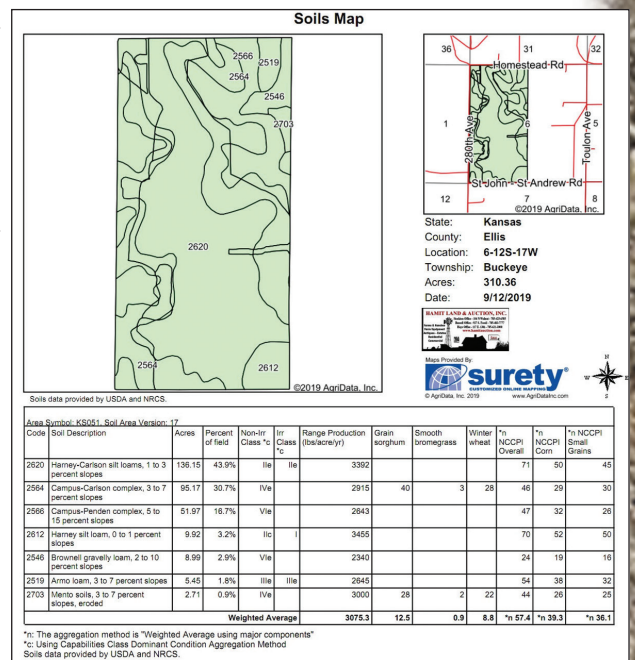 Soils Map
2566
2519
2564
2546
2703
2620
2564
2612
©2019 AgriData, Inc.
Soils data provided by USDA and NRCS.
36
31
32
Homestead Rd
1
280th Ave
6
5
Toulon Ave
St John - St Andrew Rd
12
7
8
©2019 AgriData, Inc.
State: Kansas
County: Ellis
Location: 6-12S-17W
Township: Buckeye
Acres: 310.36
Date: 9/12/2019
HAMIT LAND & AUCTION, INC.
Maps Provided By:
surety®
CUSTOMIZED ONLINE MAPPING
© AgriData, Inc. 2019 www.AgriDataInc.com
N
W E
S
Area Symbol: KS051, Soil Area Version: 17
Code Soil Description Acres Percent of field Non-Irr Class *c Irr Class *c Range Production (lbs/acre/yr) Grain sorghum Smooth bromegrass Winter wheat *n NCCPI Overall *n NCCPI Corn *n NCCPI Small Grains
2620 Harney-Carlson silt loams, 1 to 3 percent slopes 136.15 43.9% IIe IIe 3392 71 50 45
2564 Campus-Carlson complex, 3 to 7 percent slopes 95.17 30.7% IVe 2915 40 3 28 46 29 30
2566 Campus-Penden complex, 5 to 15 percent slopes 51.97 16.7% VIe 2643 47 32 26
2612 Harney silt loam, 0 to 1 percent slopes 9.92 3.2% IIc I 3455 70 52 50
2546 Brownell gravelly loam, 2 to 10 percent slopes 8.99 2.9% VIe 2340 24 19 16
2519 Armo loam, 3 to 7 percent slopes 5.45 1.8% IIIe IIIe 2645 54 38 32
2703 Mento soils, 3 to 7 percent slopes, eroded 2.71 0.9% IVe 3000 28 2 22 44 26 25
Weighted Average 3075.3 12.5 0.9 8.8 *n 57.4 *n 39.3 *n 36.1
*n: The aggregation method is "Weighted Average using major components"
*c: Using Capabilities Class Dominant Condition Aggregation Method
Soils data provided by USDA and NRCS.